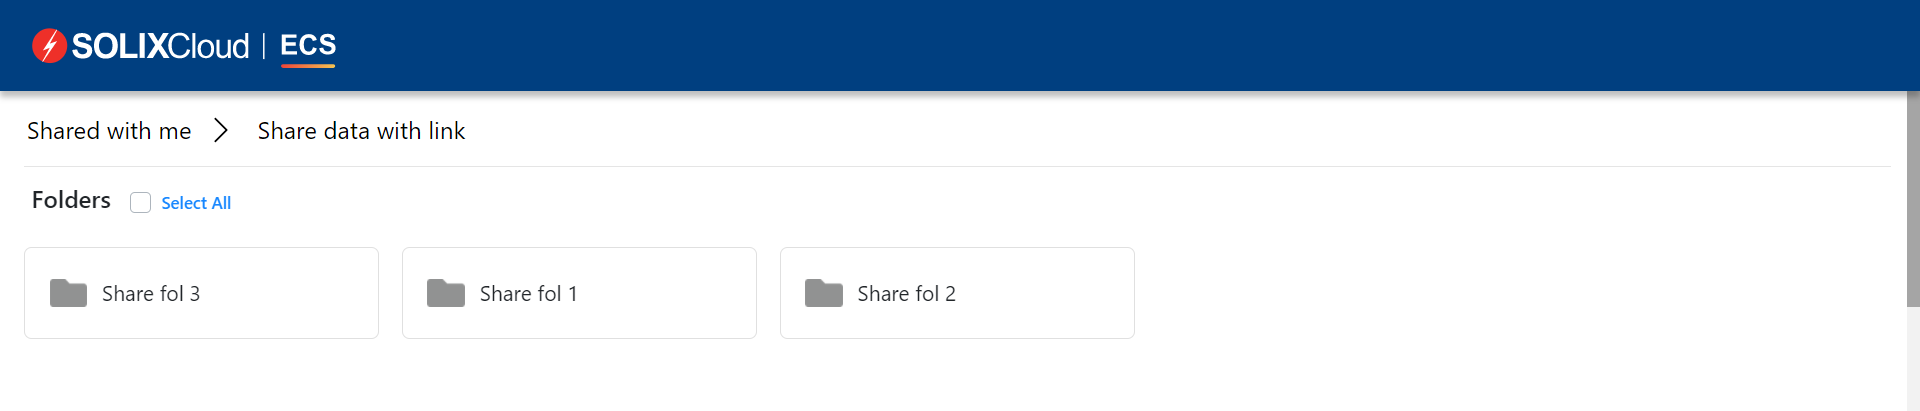 SOLIXCloud | ECS
Shared with me > Share data with link
Folders Select All
Share fol 3 Share fol 1 Share fol 2